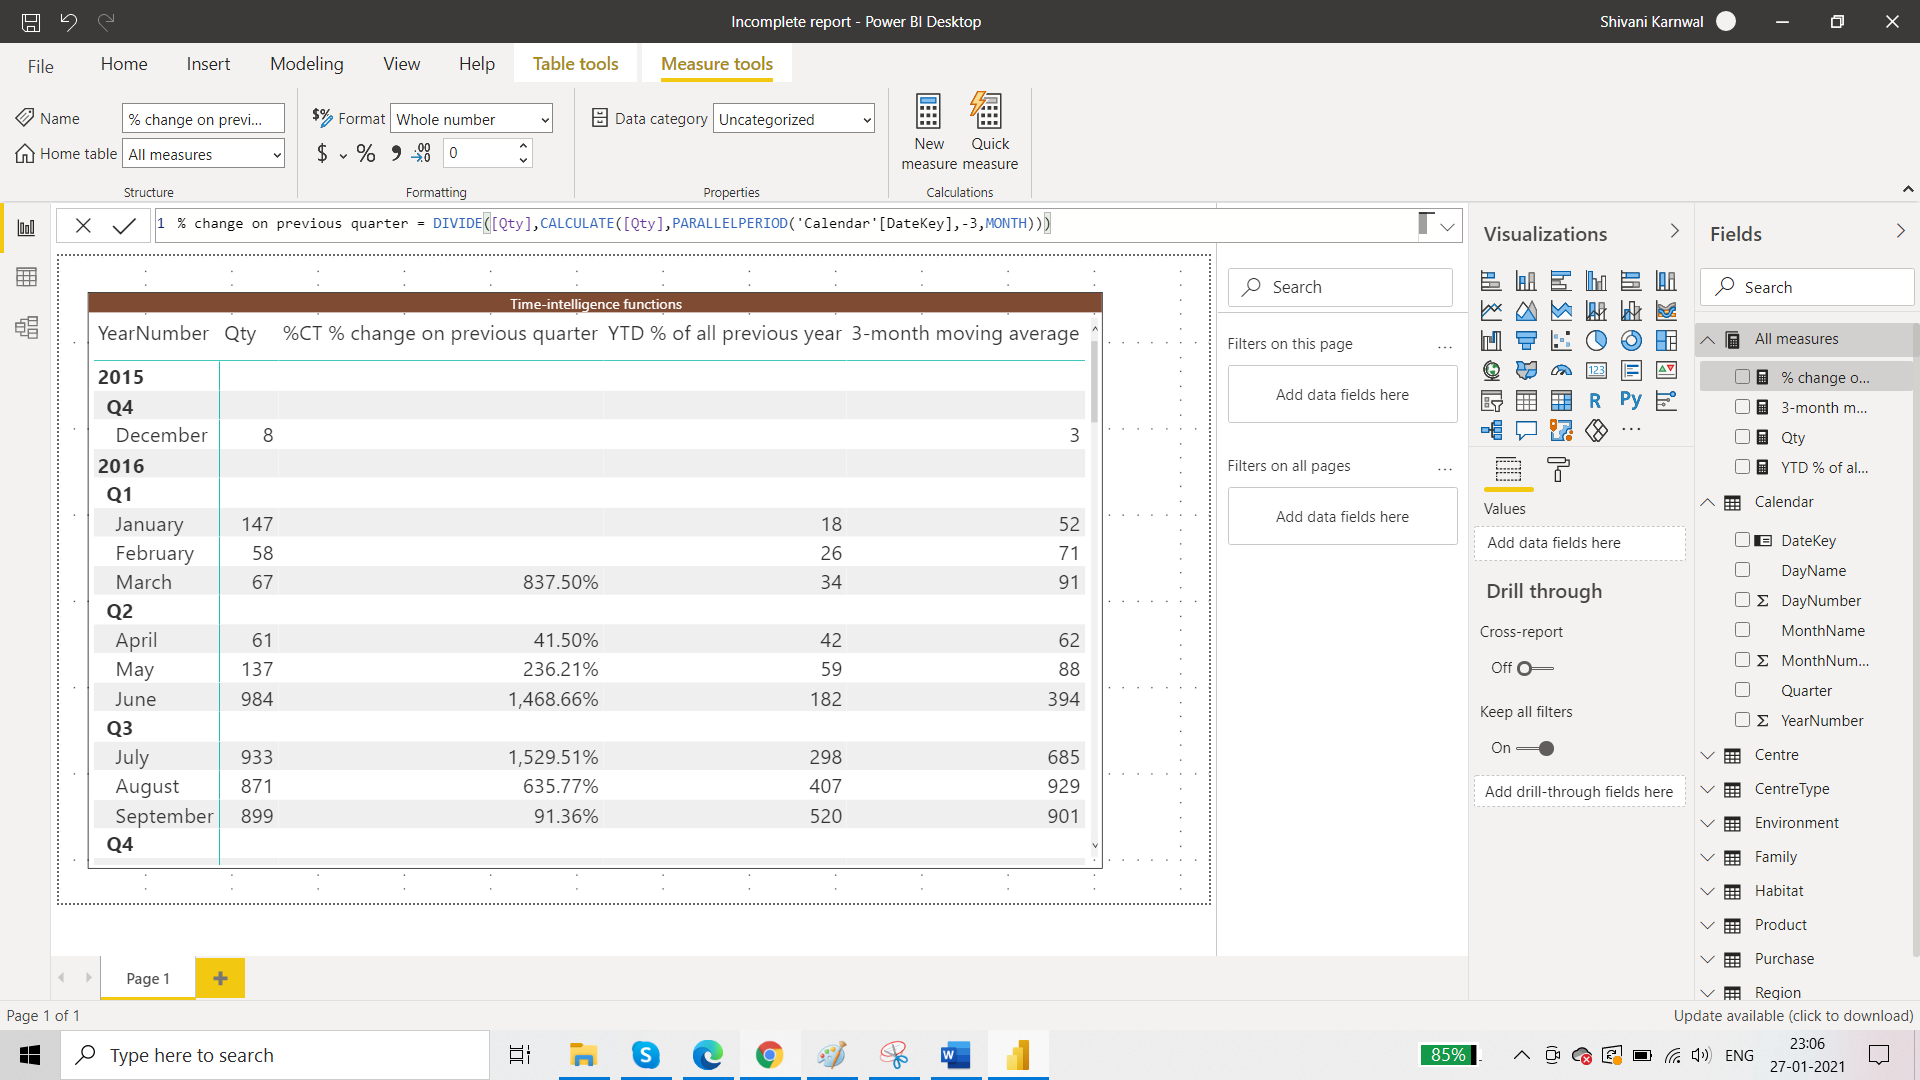 Incomplete report - Power BI Desktop
Shivani Karnwal
File Home Insert Modeling View Help Table tools Measure tools
Name % change on previ...
Home table All measures
Structure
$% Format Whole number
$ % , .00 →.0 0
Formatting
Data category Uncategorized
Properties
New measure
Quick measure
Calculations
1 % change on previous quarter = DIVIDE([Qty],CALCULATE([Qty],PARALLELPERIOD('Calendar'[DateKey],-3,MONTH)))
Time-intelligence functions
YearNumber Qty %CT % change on previous quarter YTD % of all previous year 3-month moving average
2015
Q4
December 8 3
2016
Q1
January 147 18 52
February 58 26 71
March 67 837.50% 34 91
Q2
April 61 41.50% 42 62
May 137 236.21% 59 88
June 984 1,468.66% 182 394
Q3
July 933 1,529.51% 298 685
August 871 635.77% 407 929
September 899 91.36% 520 901
Q4
Search
Filters on this page ...
Add data fields here
Filters on all pages ...
Add data fields here
Visualizations
123
R Py
...
Values
Add data fields here
Drill through
Cross-report
Off
Keep all filters
On
Add drill-through fields here
Fields
Search
All measures
% change o...
3-month m...
Qty
YTD % of al...
Calendar
DateKey
DayName
Σ DayNumber
MonthName
Σ MonthNum...
Quarter
Σ YearNumber
Centre
CentreType
Environment
Family
Habitat
Product
Purchase
Region
Page 1 +
Page 1 of 1
Update available (click to download)
Type here to search
S
W
85%
ENG
23:06
27-01-2021